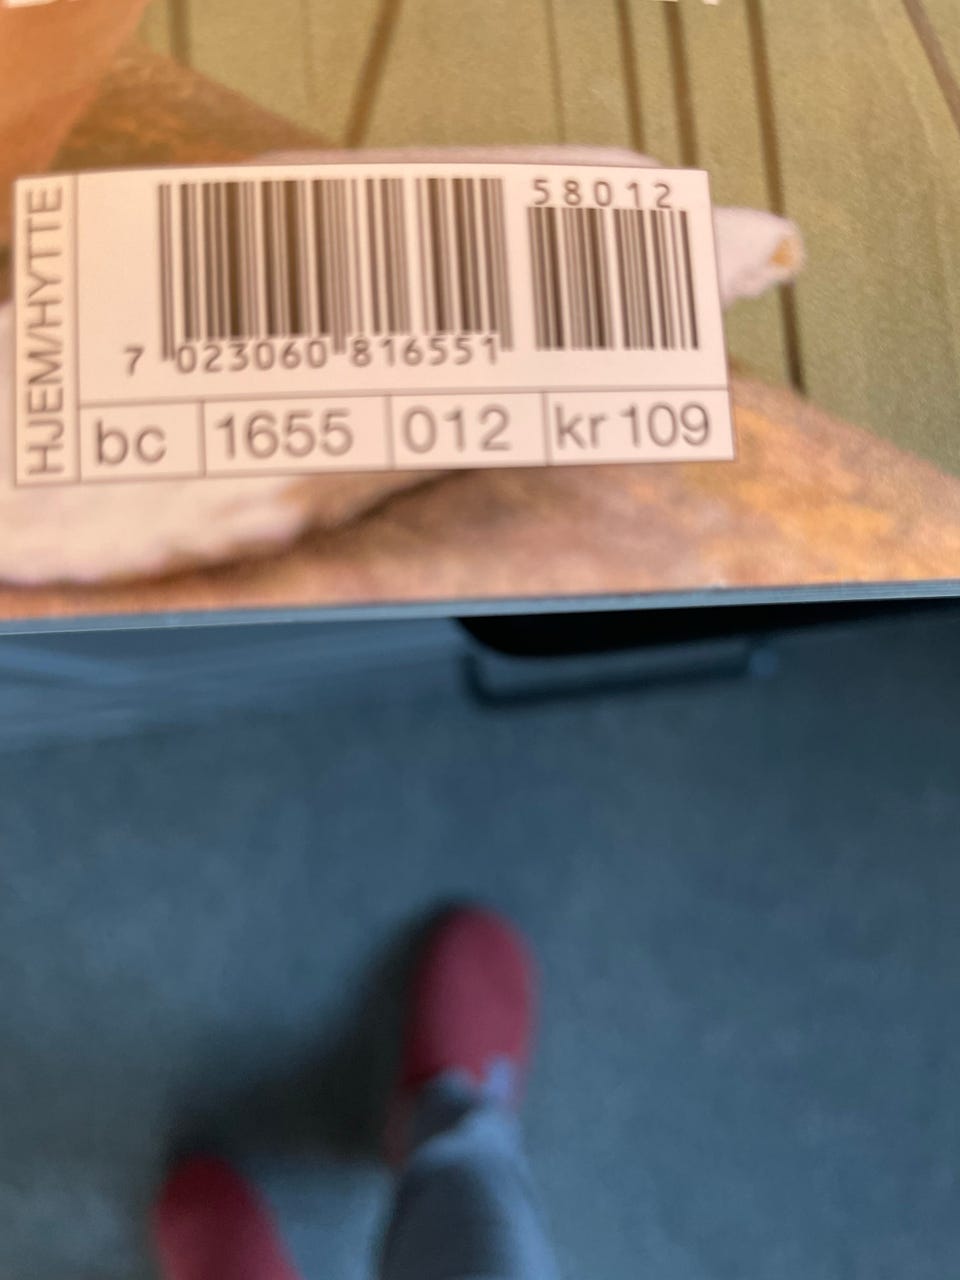 HJEM/HYTTE
58012
7 023060 816551
bc 1655 012 kr 109